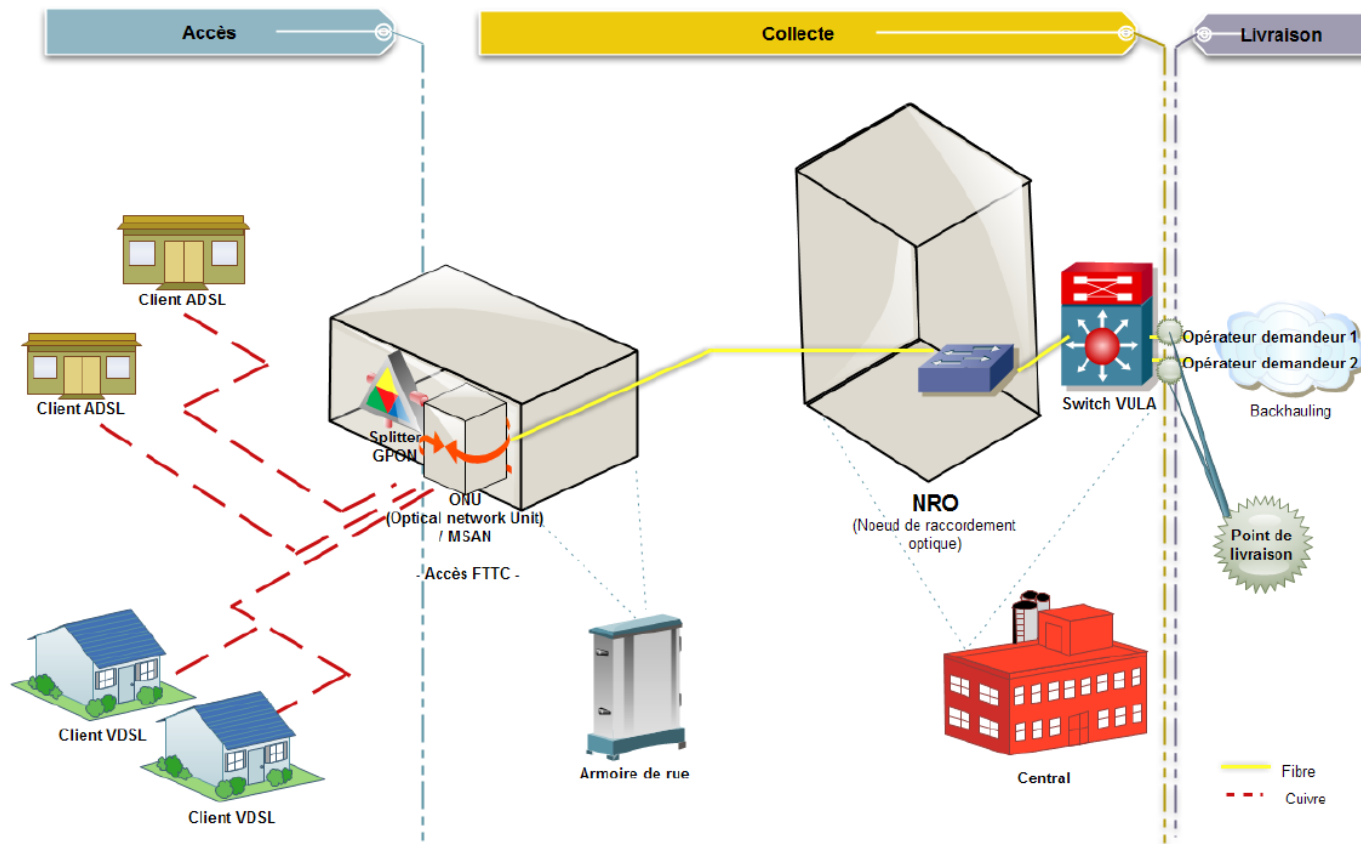 Accès
Collecte
Livraison
Client ADSL
Client ADSL
Splitter
GPON
ONU
(Optical network Unit)
/ MSAN
- Accès FTTC -
NRO
(Noeud de raccordement
optique)
Switch VULA
Opérateur demandeur 1
Opérateur demandeur 2
Backhauling
Point de
livraison
Client VDSL
Client VDSL
Armoire de rue
Central
Fibre
Cuivre